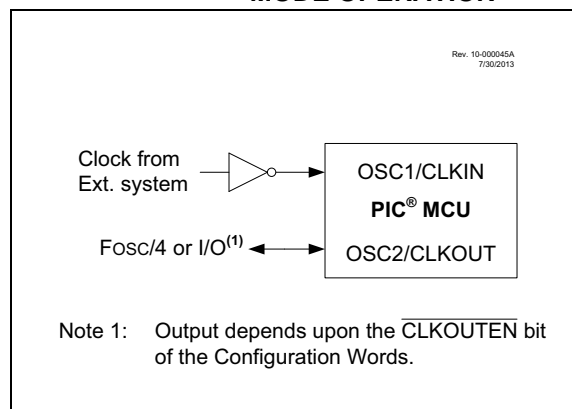 MODE OPERATION
Rev. 10-000045A
7/30/2013
Clock from
Ext. system
OSC1/CLKIN
PIC® MCU
FOSC/4 or I/O(1)
OSC2/CLKOUT
Note 1: Output depends upon the CLKOUTEN bit
of the Configuration Words.